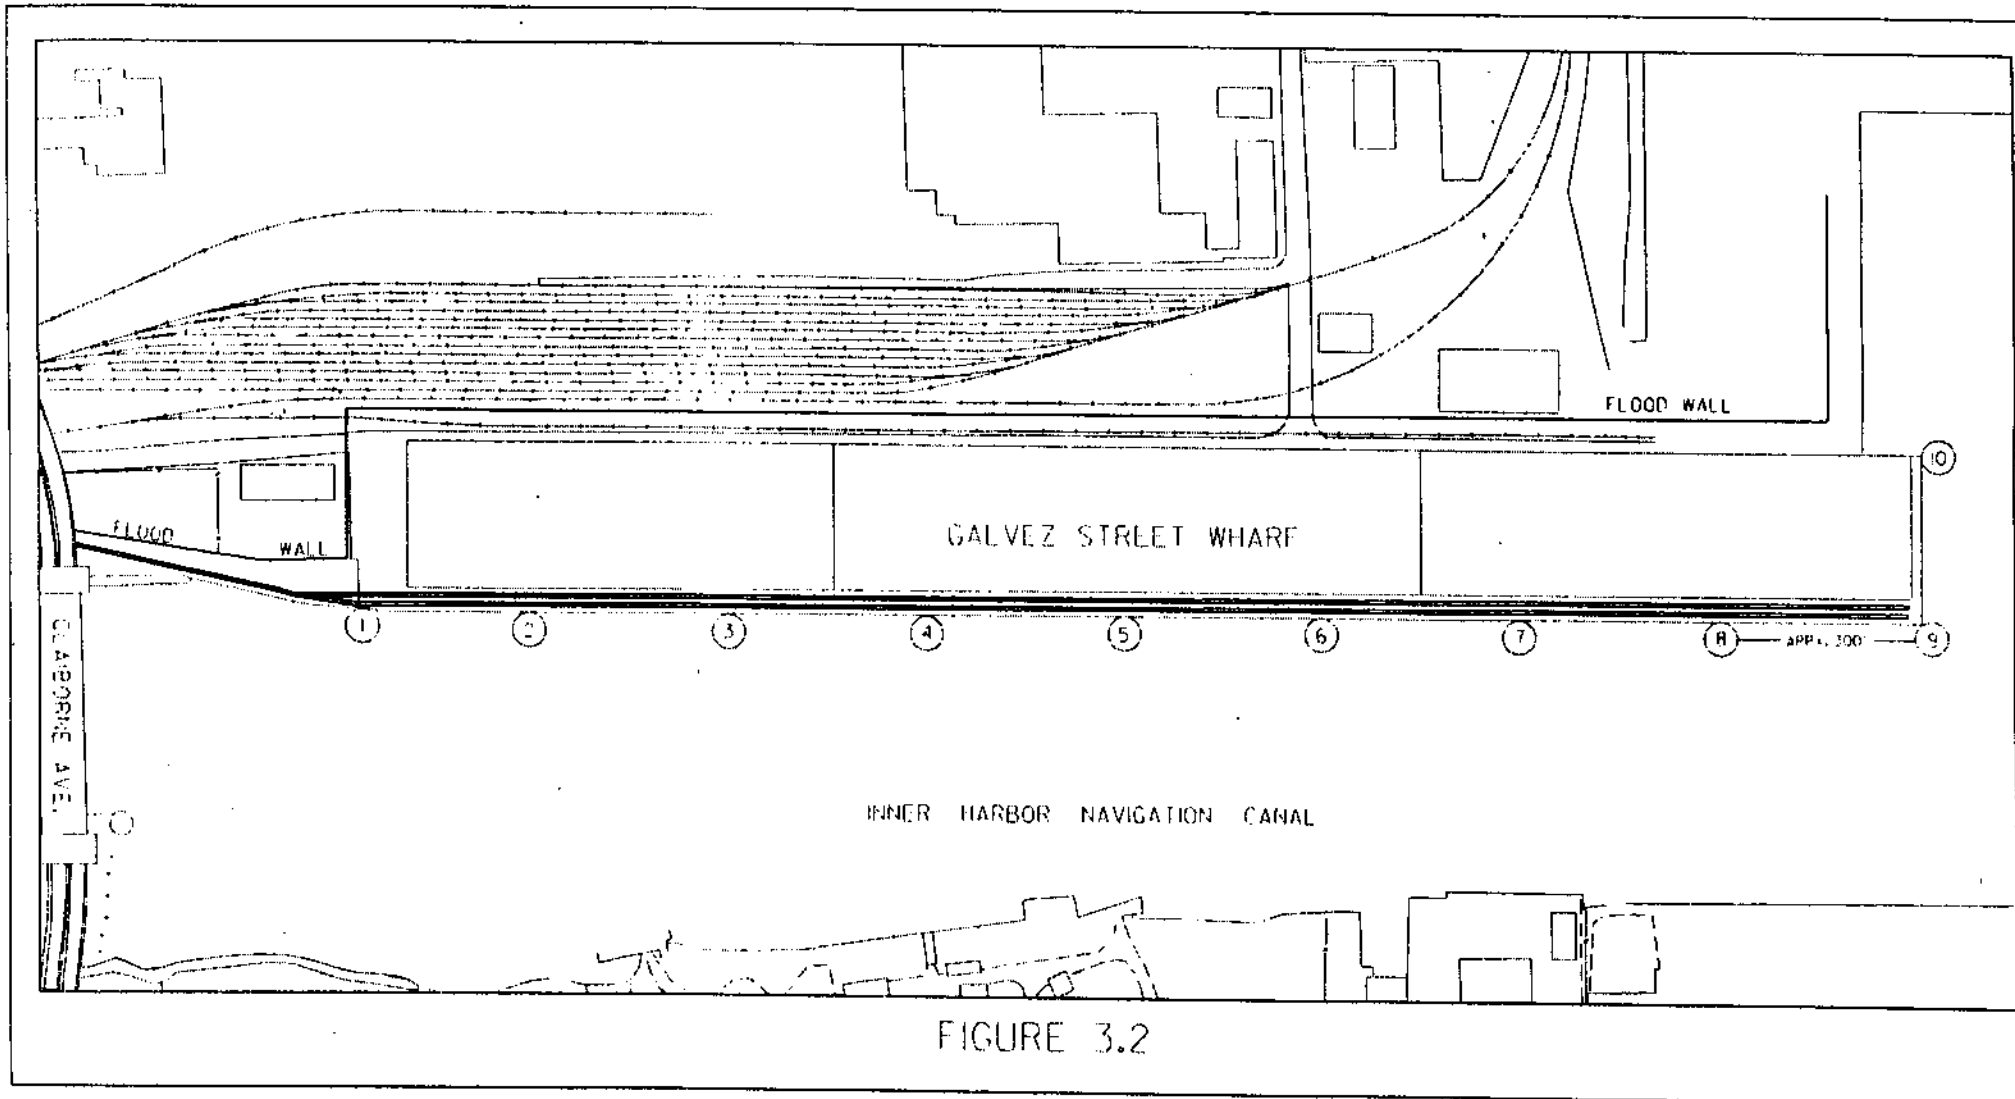 FLOOD WALL
10
GALVEZ STREET WHARF
FLOOD
WALL
1
2
3
4
5
6
7
8
300'
9
CLAIBORNE AVE.
INNER HARBOR NAVIGATION CANAL
FIGURE 3.2